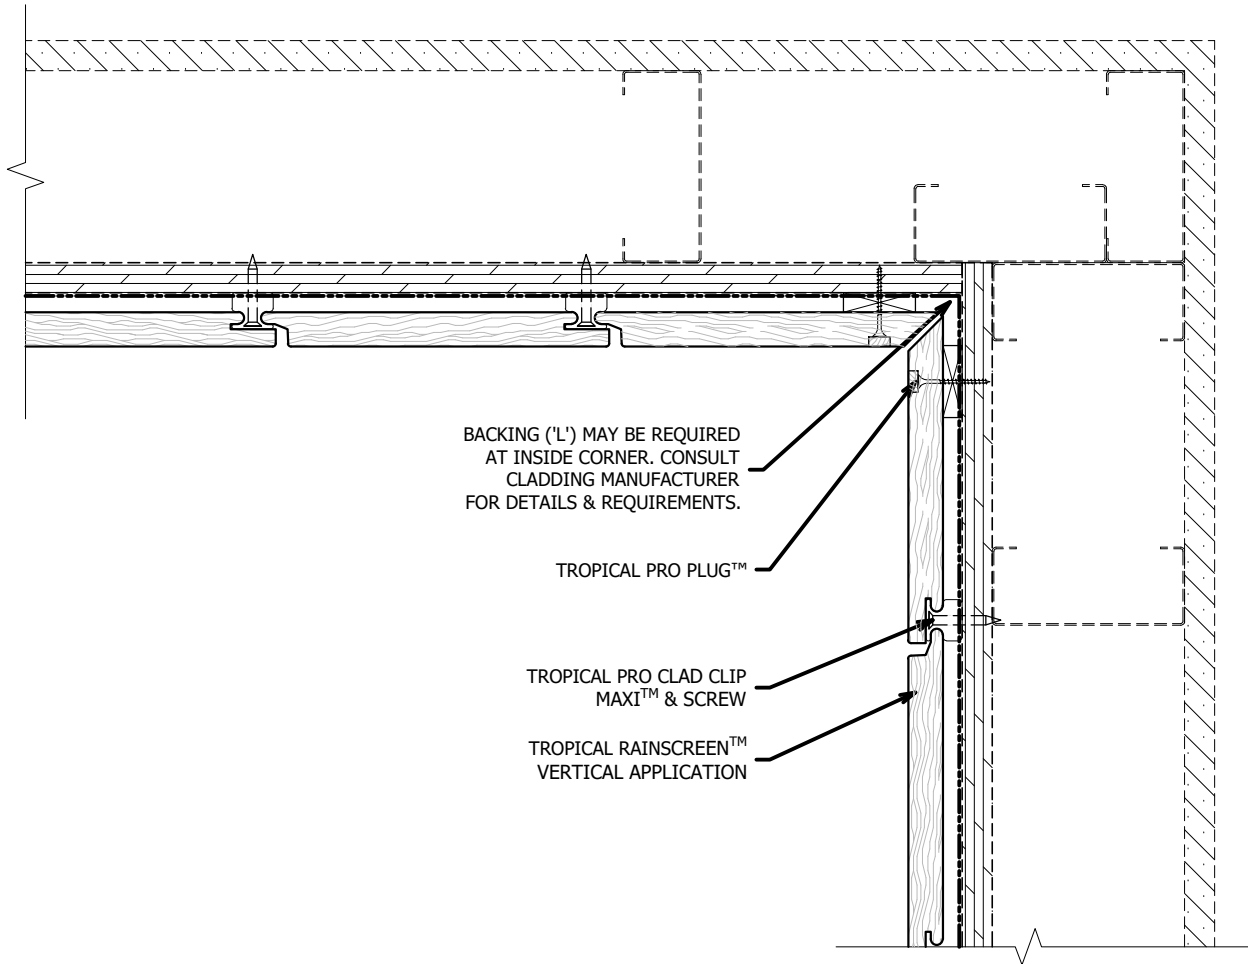 BACKING ('L') MAY BE REQUIRED
AT INSIDE CORNER. CONSULT
CLADDING MANUFACTURER
FOR DETAILS & REQUIREMENTS.
TROPICAL PRO PLUG™
TROPICAL PRO CLAD CLIP
MAXI™ & SCREW
TROPICAL RAINSCREEN™
VERTICAL APPLICATION